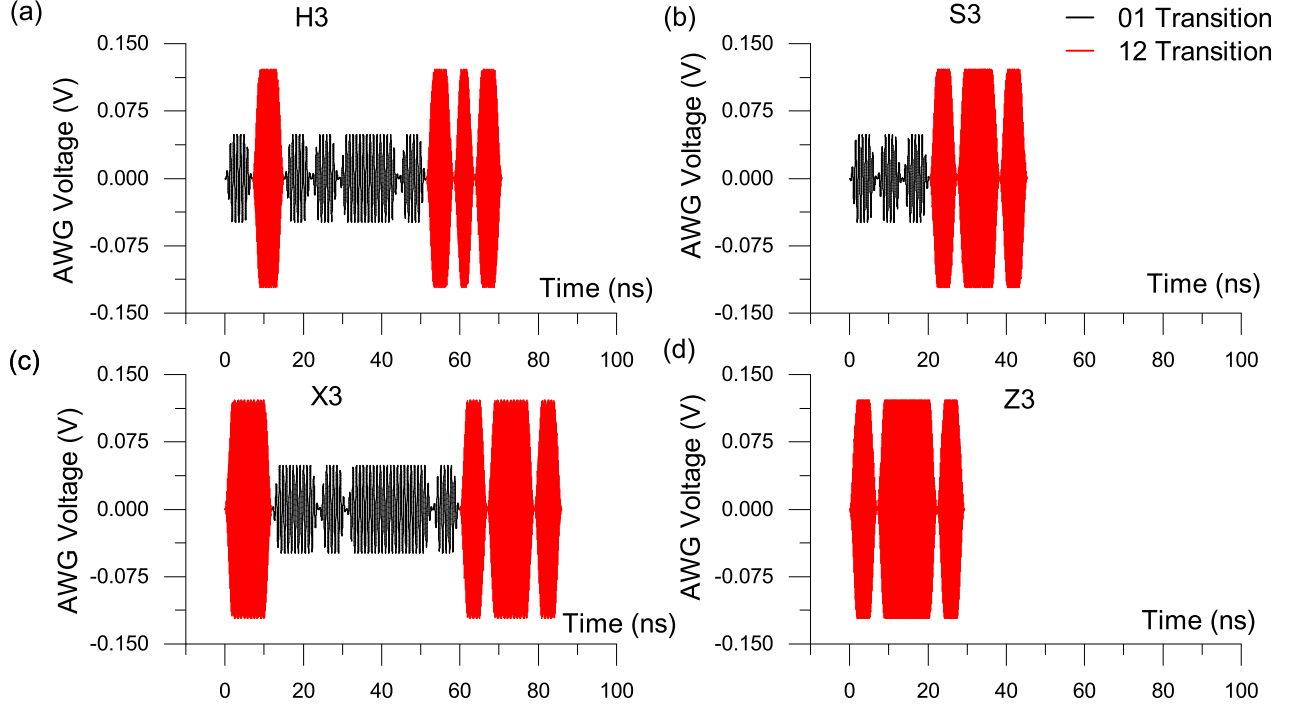 (a)
H3
0.150
0.075
0.000
-0.075
-0.150
AWG Voltage (V)
Time (ns)
0 20 40 60 80 100
(b)
S3
01 Transition
12 Transition
0.150
0.075
0.000
-0.075
-0.150
AWG Voltage (V)
Time (ns)
0 20 40 60 80 100
(c)
X3
0.150
0.075
0.000
-0.075
-0.150
AWG Voltage (V)
Time (ns)
0 20 40 60 80 100
(d)
Z3
0.150
0.075
0.000
-0.075
-0.150
AWG Voltage (V)
Time (ns)
0 20 40 60 80 100